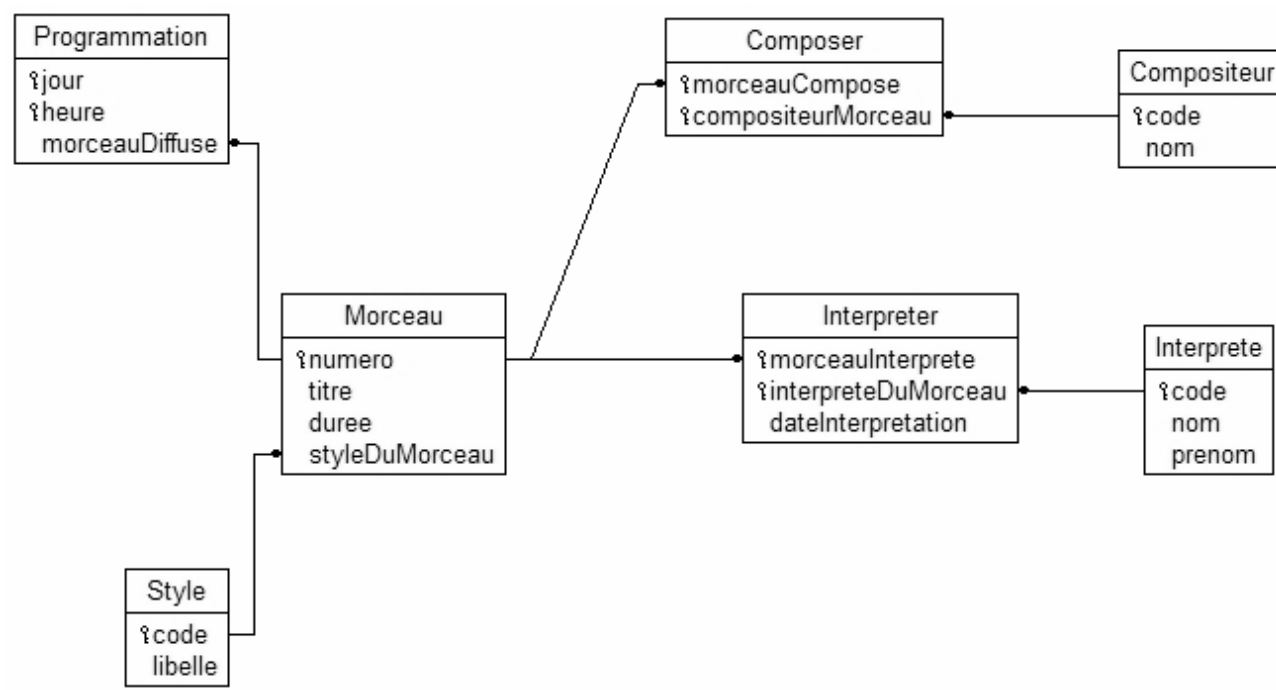 Programmation
jour
heure
morceauDiffuse
Composer
morceauCompose
compositeurMorceau
Compositeur
code
nom
Morceau
numero
titre
duree
styleDuMorceau
Interpreter
morceauInterprete
interpreteDuMorceau
dateInterpretation
Interprete
code
nom
prenom
Style
code
libelle